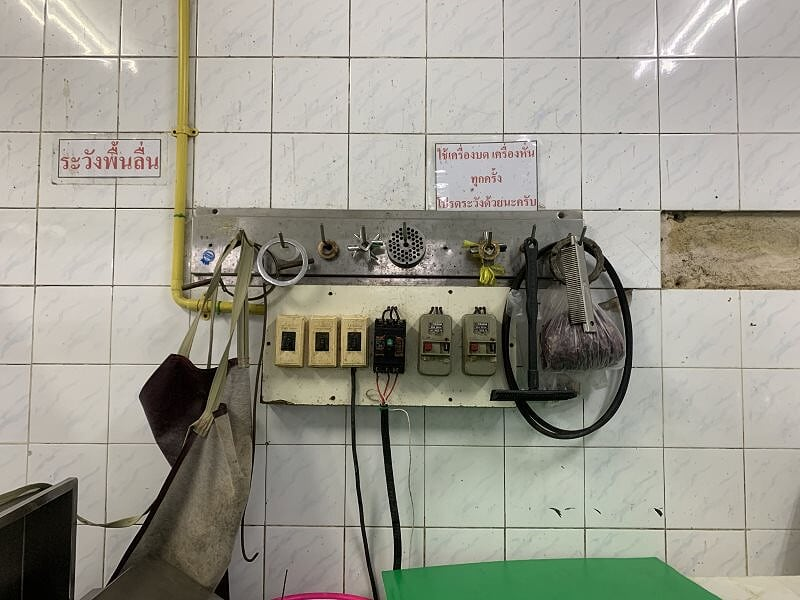 ระวังพื้นลื่น
ใช้เครื่องบด เครื่องหั่น
ทุกครั้ง
โปรดระวังด้วยนะครับ